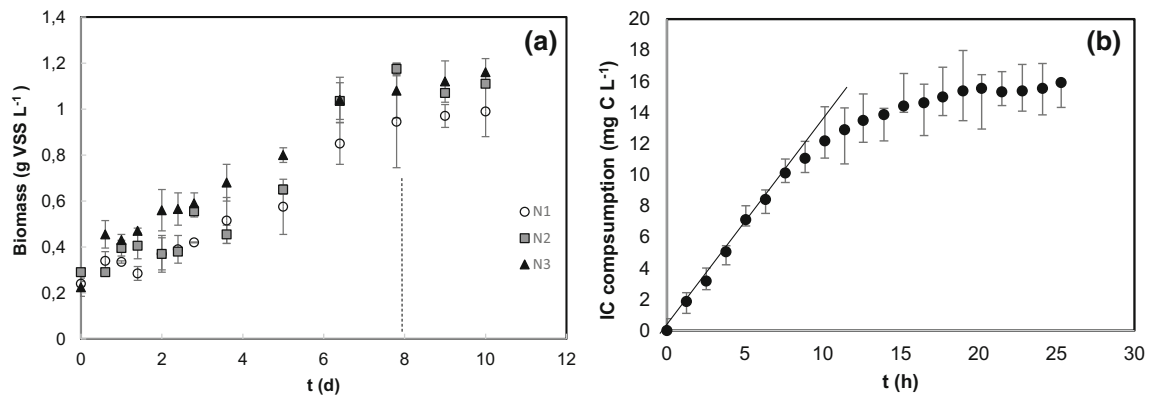 (a)
Biomass (g VSS L-1)
1,4
1,2
1
0,8
0,6
0,4
0,2
0
0 2 4 6 8 10 12
t (d)
N1
N2
N3
(b)
IC compsumption (mg C L-1)
20
18
16
14
12
10
8
6
4
2
0
0 5 10 15 20 25 30
t (h)